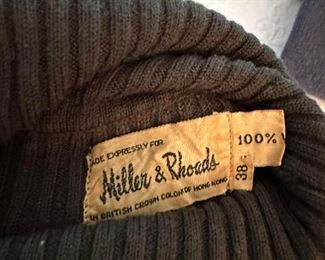 MADE EXPRESSLY FOR
Miller & Rhoads
IN BRITISH CROWN COLONY OF HONG KONG
100%
38